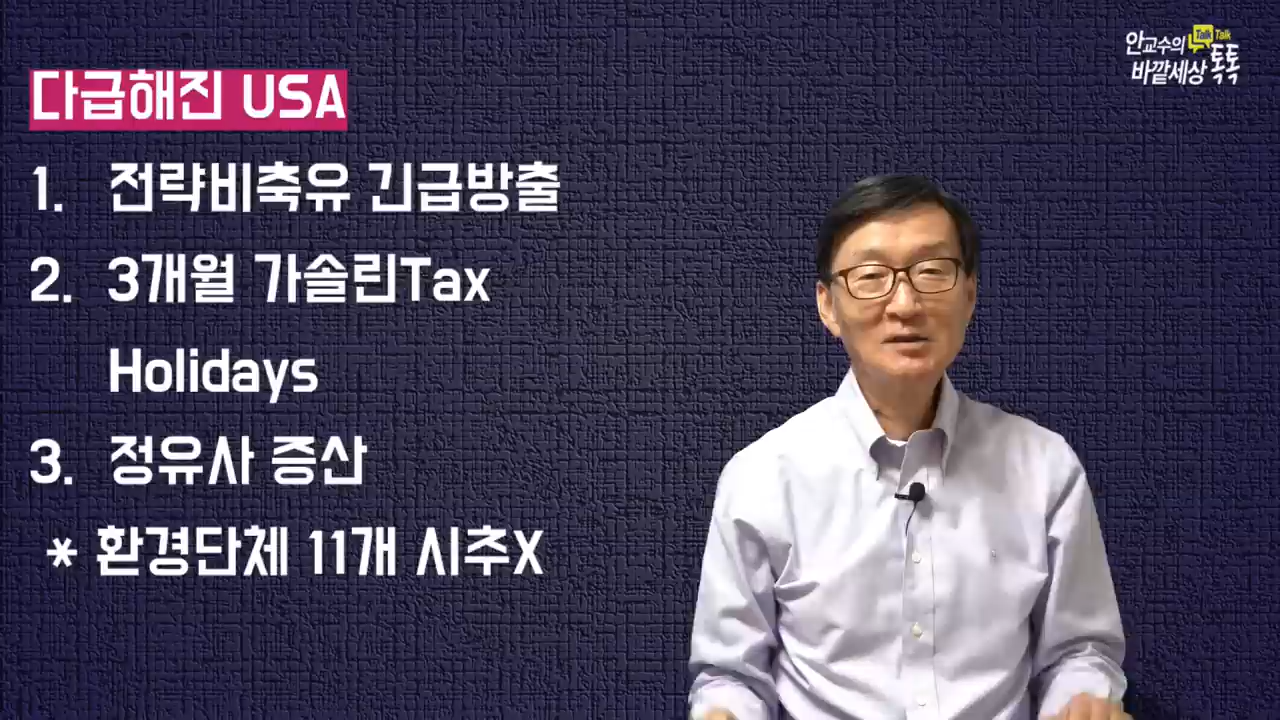 안교수의 Talk Talk
바깥세상 톡톡
다급해진 USA
1. 전략비축유 긴급방출
2. 3개월 가솔린Tax
Holidays
3. 정유사 증산
* 환경단체 11개 시추X